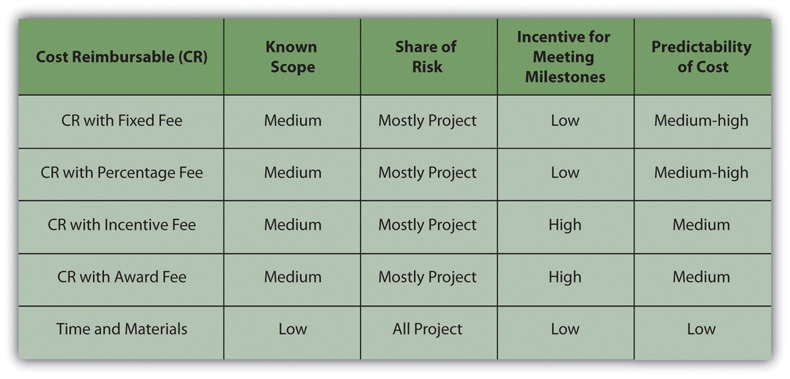 Cost Reimbursable (CR) Known Scope Share of Risk Incentive for Meeting Milestones Predictability of Cost
CR with Fixed Fee Medium Mostly Project Low Medium-high
CR with Percentage Fee Medium Mostly Project Low Medium-high
CR with Incentive Fee Medium Mostly Project High Medium
CR with Award Fee Medium Mostly Project High Medium
Time and Materials Low All Project Low Low